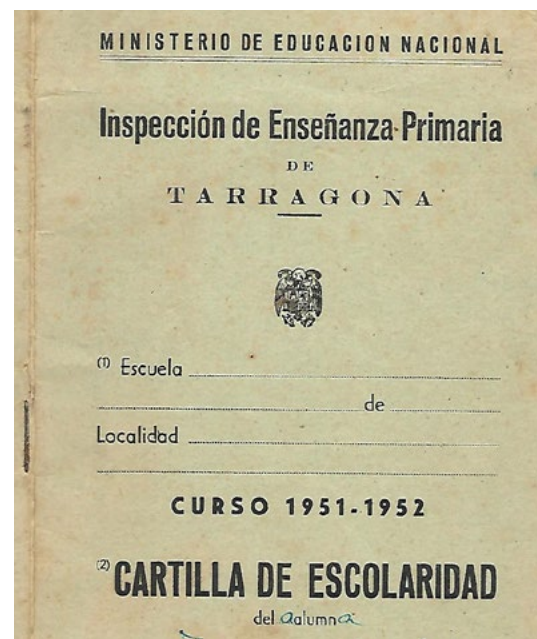 MINISTERIO DE EDUCACION NACIONAL
Inspección de Enseñanza Primaria
DE
TARRAGONA
(1) Escuela
de
Localidad
CURSO 1951-1952
(2) CARTILLA DE ESCOLARIDAD
del aalumna